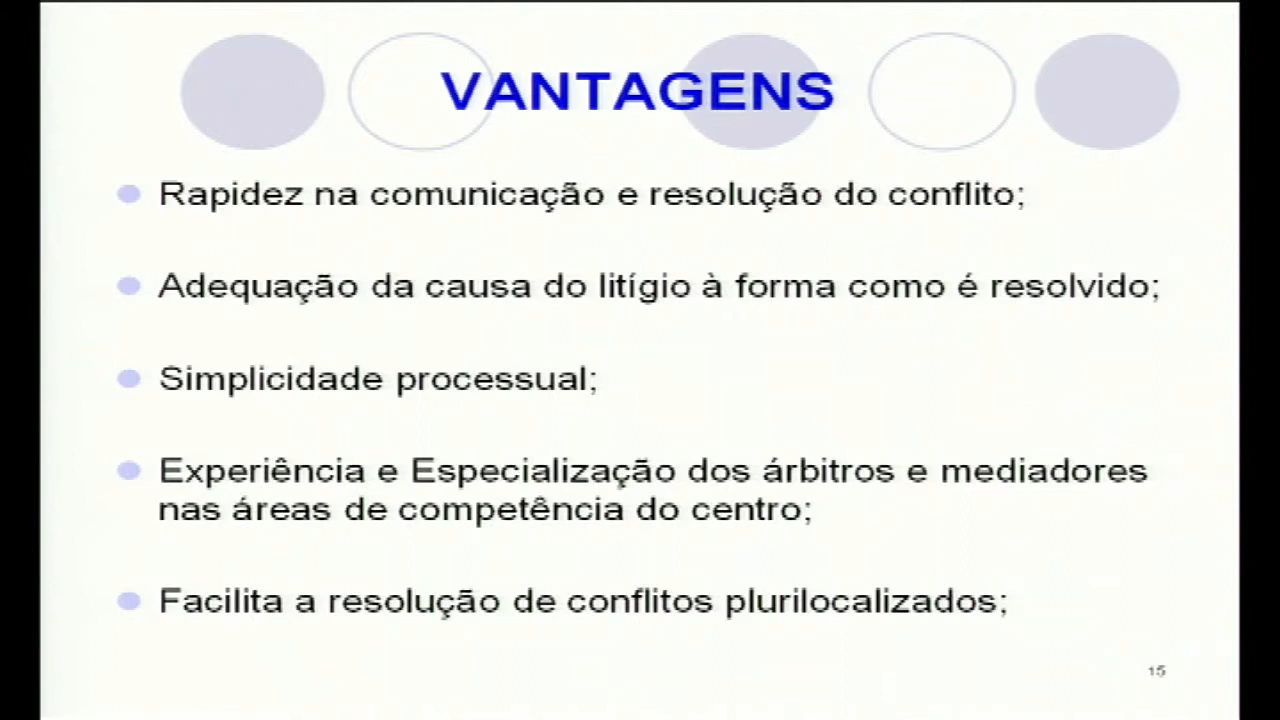 VANTAGENS
Rapidez na comunicação e resolução do conflito;
Adequação da causa do litígio à forma como é resolvido;
Simplicidade processual;
Experiência e Especialização dos árbitros e mediadores
nas áreas de competência do centro;
Facilita a resolução de conflitos plurilocalizados;
15